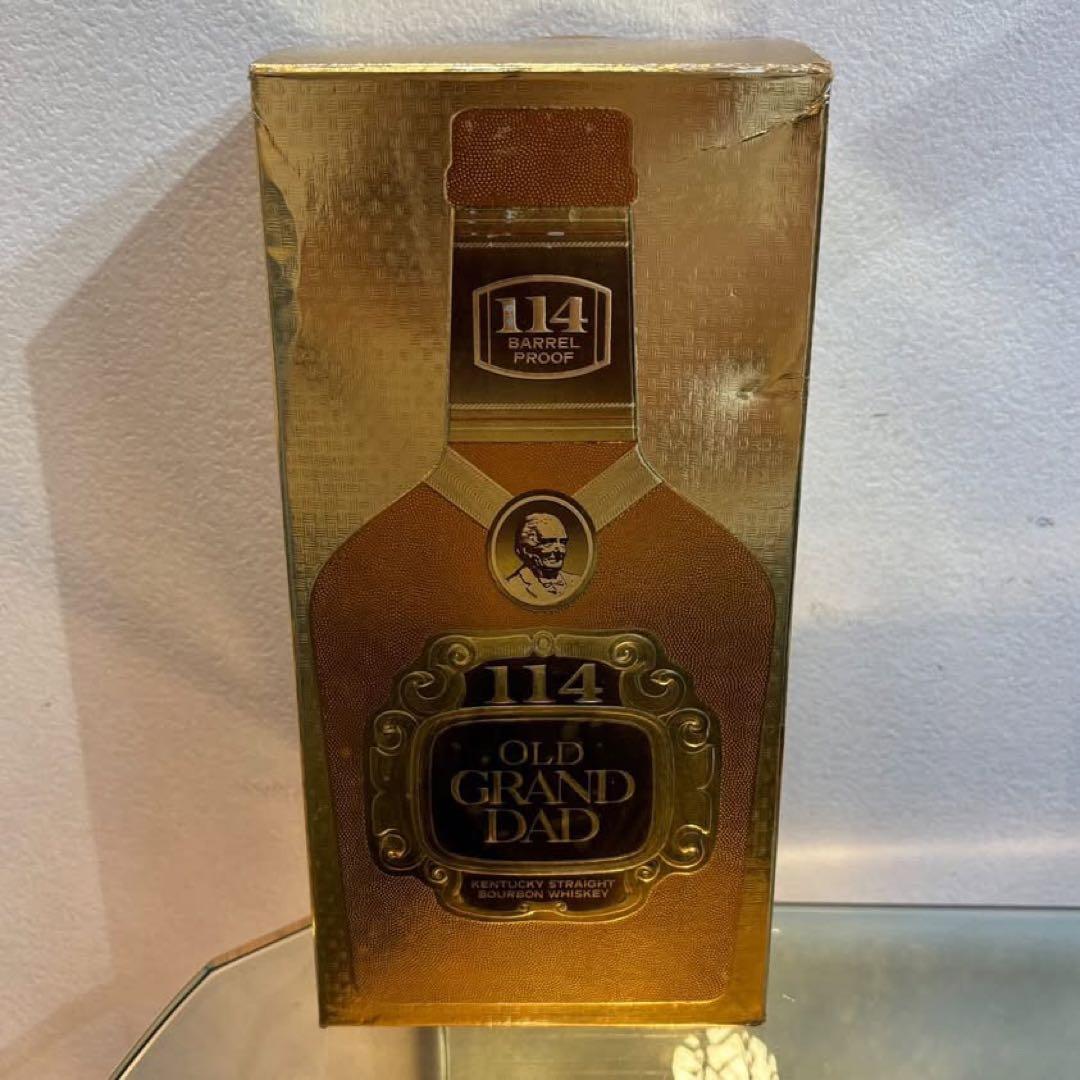 114
BARREL
PROOF
114
OLD
GRAND
DAD
KENTUCKY STRAIGHT
BOURBON WHISKEY